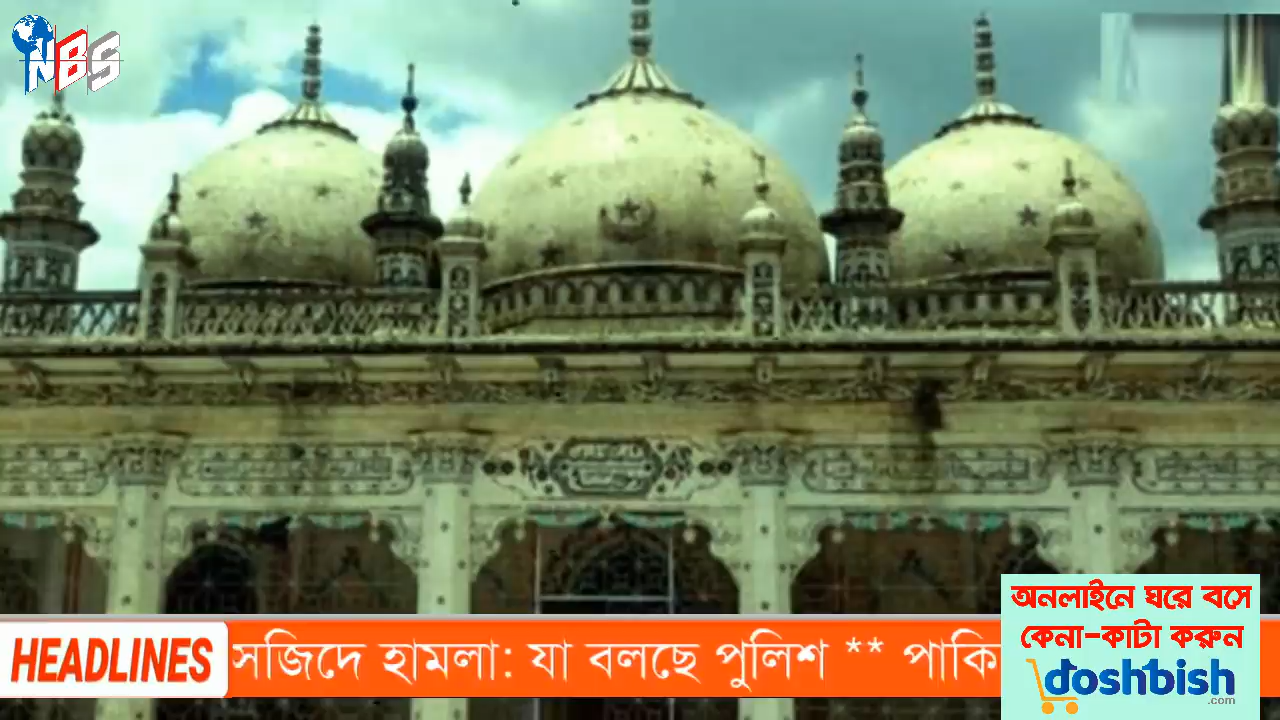 NBS
HEADLINES
সজিদে হামলা: যা বলছে পুলিশ ** পাকি
অনলাইনে ঘরে বসে
কেনা-কাটা করুন
doshbish
.com